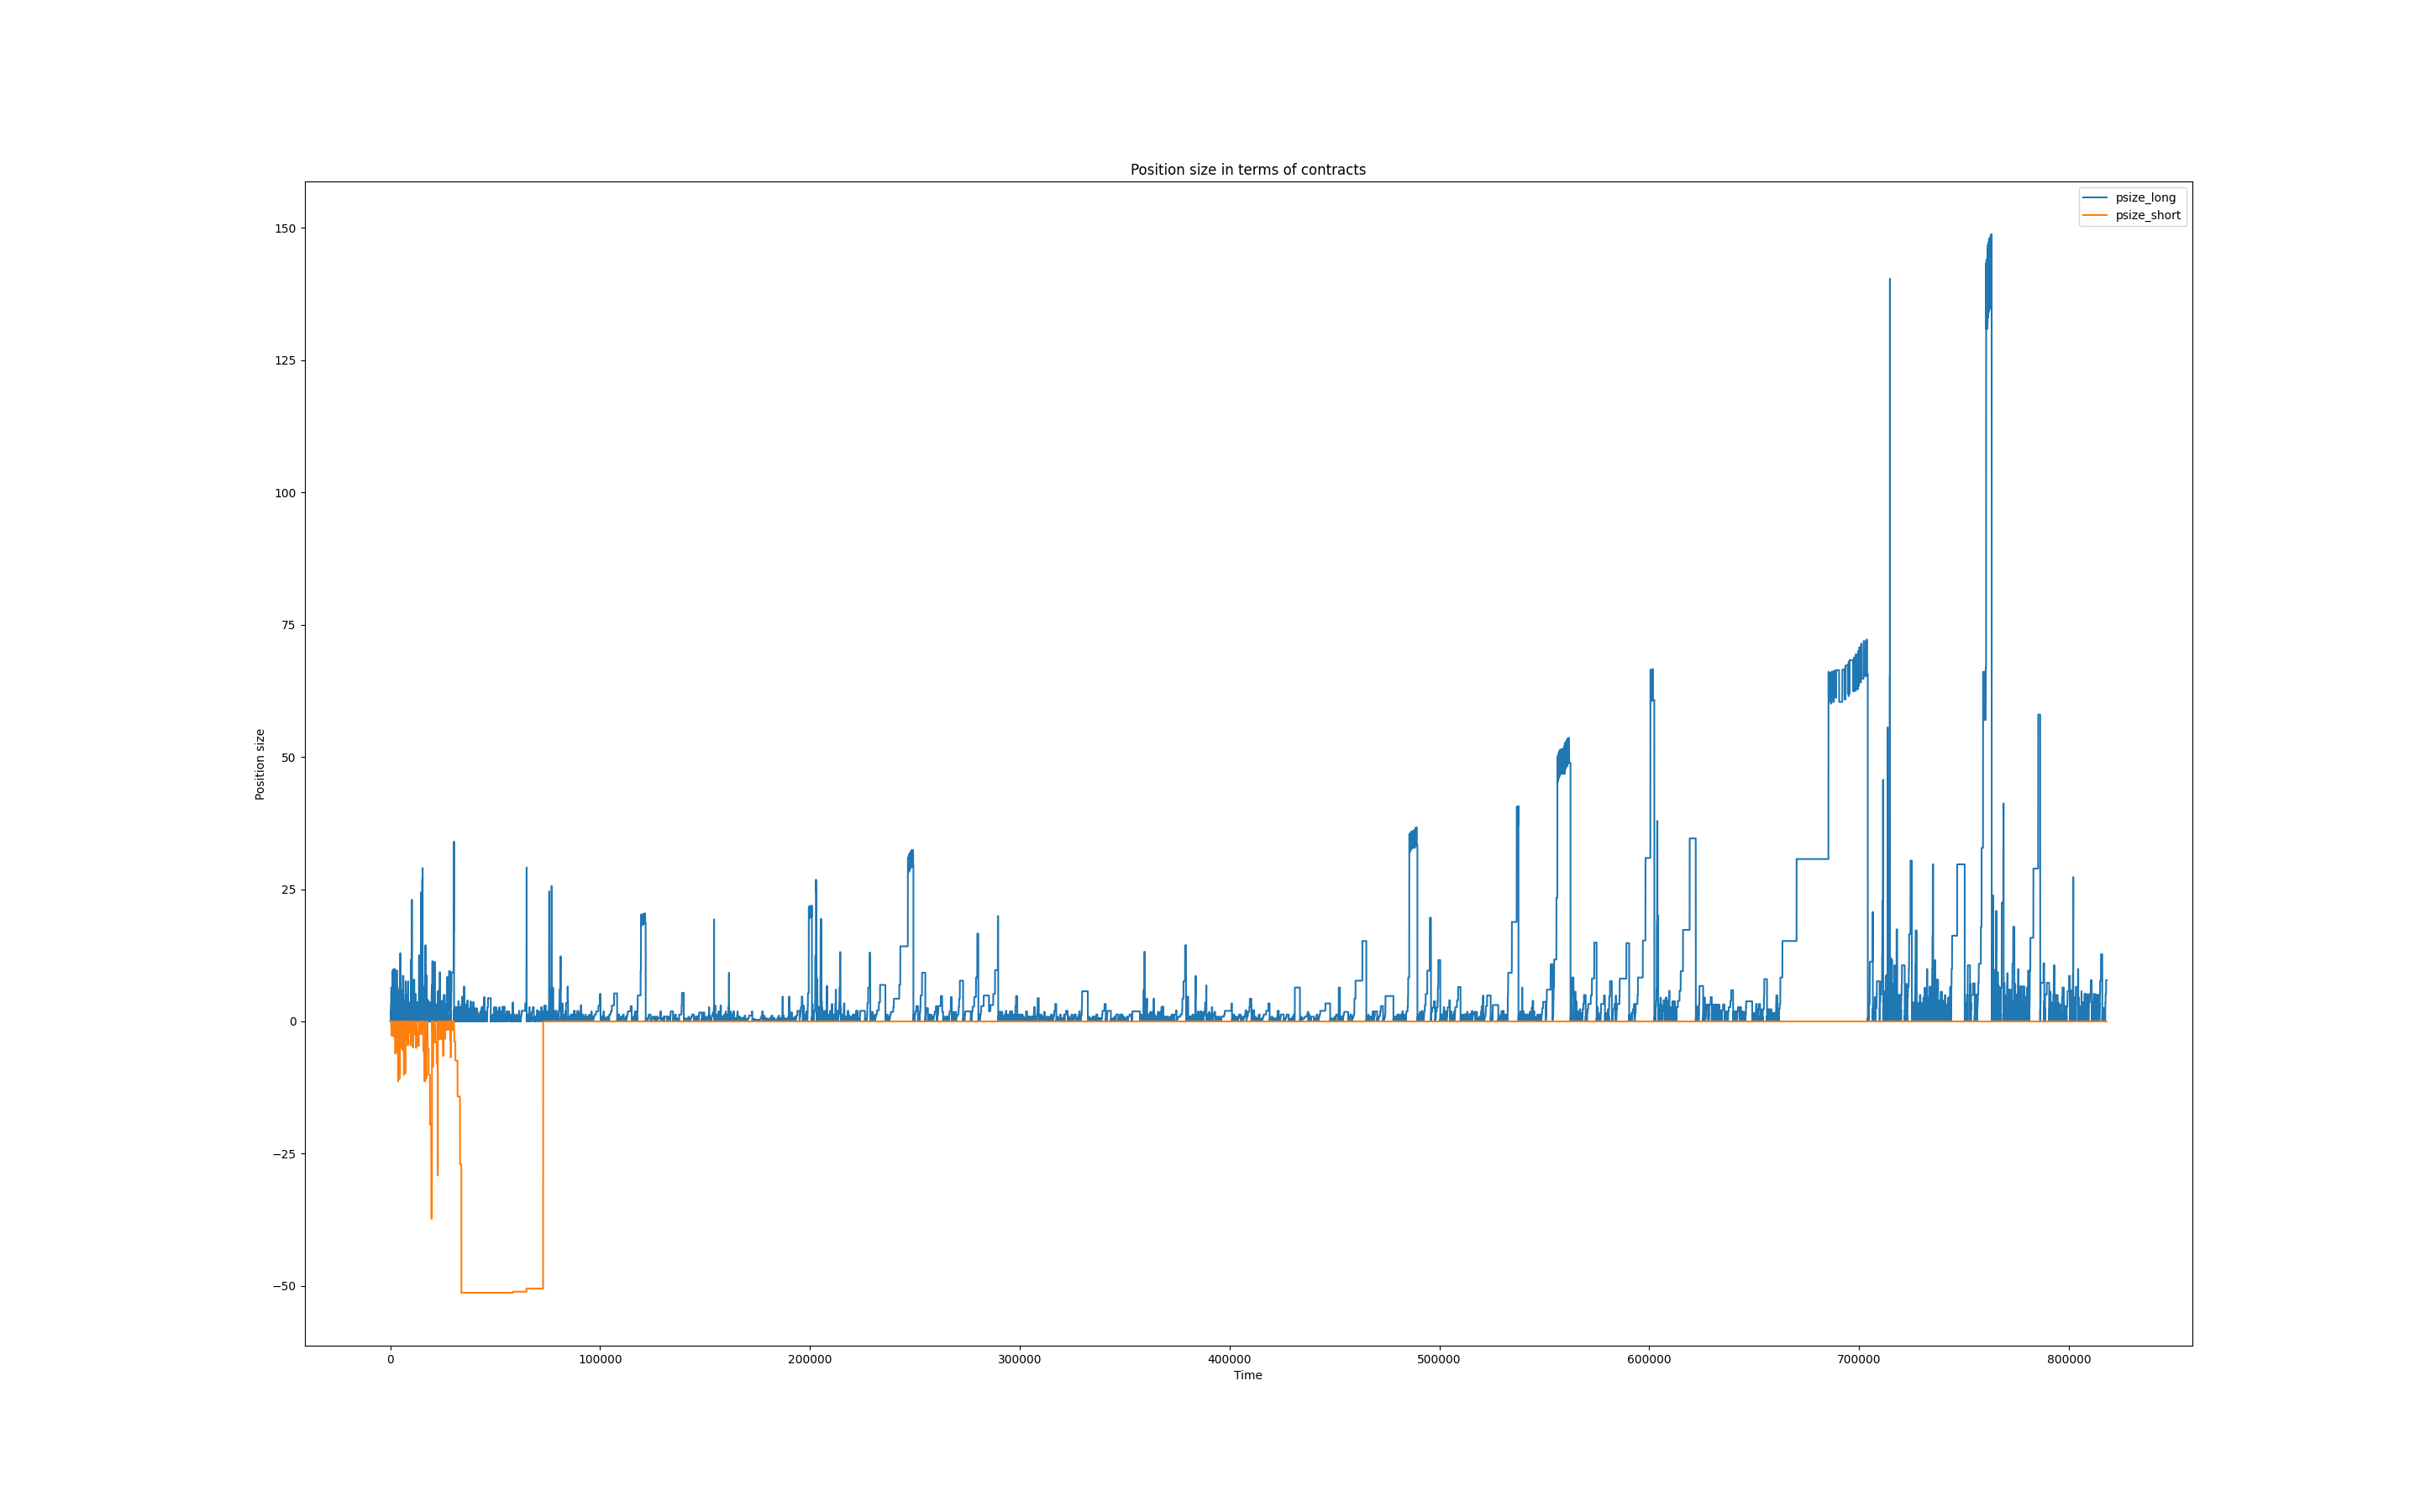 Position size in terms of contracts
psize_long
psize_short
150
125
100
75
50
25
0
−25
−50
Position size
0 100000 200000 300000 400000 500000 600000 700000 800000
Time